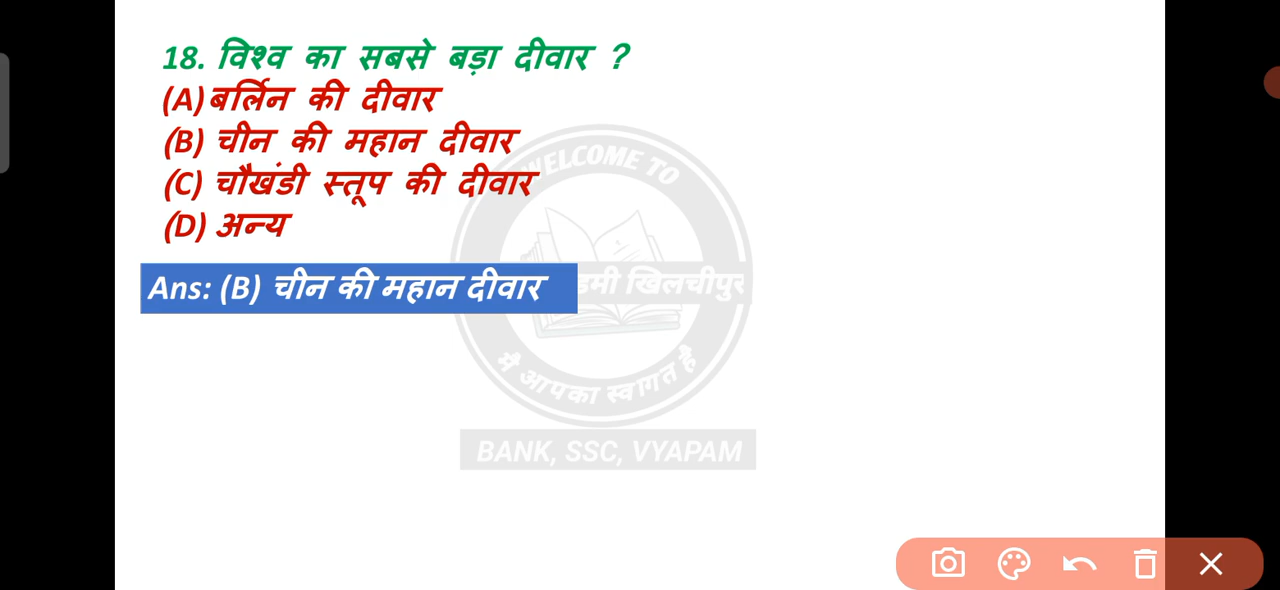 18. विश्व का सबसे बड़ा दीवार ?
(A) बर्लिन की दीवार
(B) चीन की महान दीवार
(C) चौखंडी स्तूप की दीवार
(D) अन्य
Ans: (B) चीन की महान दीवार
WELCOME TO
खिलचीपुर
मै आपका स्वागत है
BANK, SSC, VYAPAM